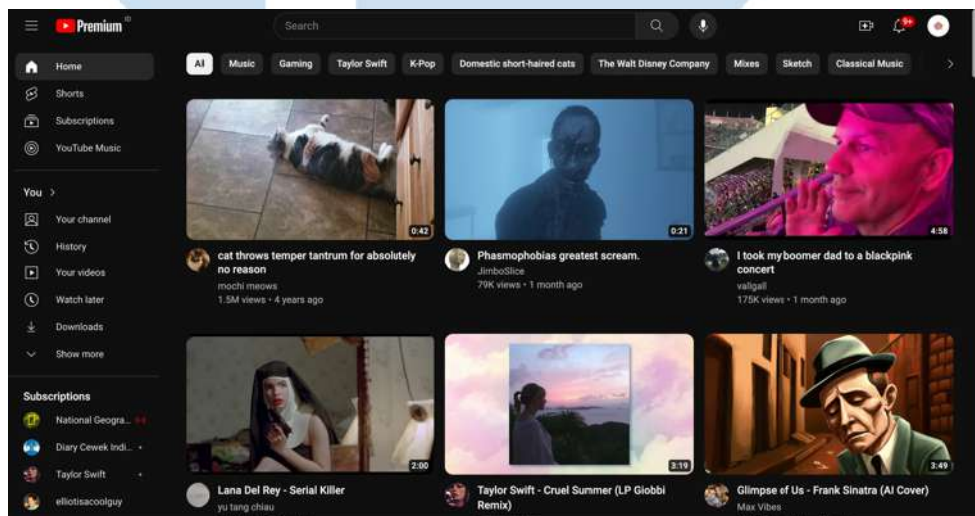 Premium ID
Search
9+
Home
Shorts
Subscriptions
YouTube Music
You
Your channel
History
Your videos
Watch later
Downloads
Show more
Subscriptions
National Geogra...
Diary Cewek Indi...
Taylor Swift
elliotisacoolguy
All Music Gaming Taylor Swift K-Pop Domestic short-haired cats The Walt Disney Company Mixes Sketch Classical Music
0:42
cat throws temper tantrum for absolutely
no reason
mochi meows
1.5M views • 4 years ago
0:21
Phasmophobias greatest scream.
JimboSlice
79K views • 1 month ago
4:58
I took my boomer dad to a blackpink
concert
valigall
175K views • 1 month ago
2:00
Lana Del Rey - Serial Killer
yu tang chiau
3:19
Taylor Swift - Cruel Summer (LP Giobbi
Remix)
3:49
Glimpse of Us - Frank Sinatra (AI Cover)
Max Vibes